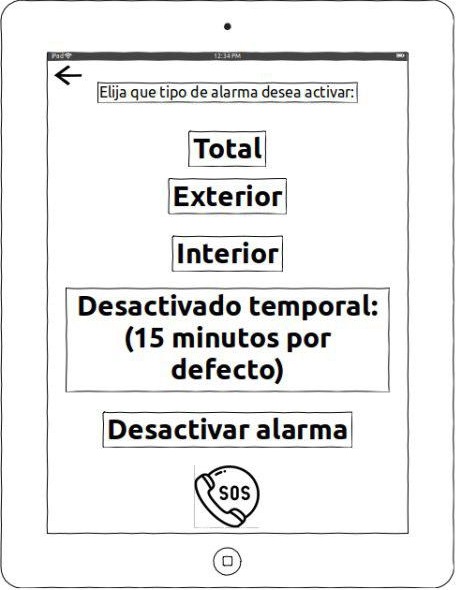 iPad
12:34 PM
Elija que tipo de alarma desea activar:
Total
Exterior
Interior
Desactivado temporal:
(15 minutos por
defecto)
Desactivar alarma
SOS